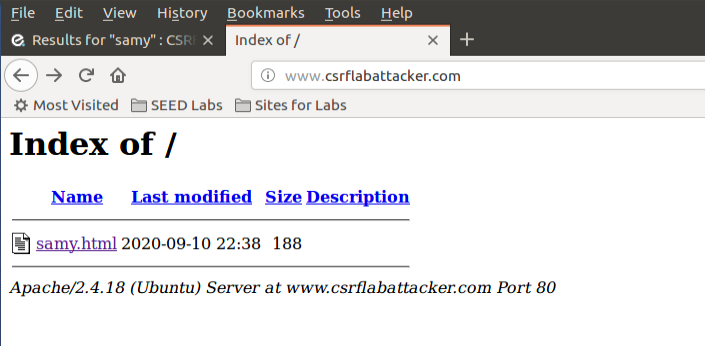 File Edit View History Bookmarks Tools Help
Results for "samy" : CSR
Index of /
www.csrflabattacker.com
Most Visited SEED Labs Sites for Labs
Index of /
Name Last modified Size Description
samy.html 2020-09-10 22:38 188
Apache/2.4.18 (Ubuntu) Server at www.csrflabattacker.com Port 80